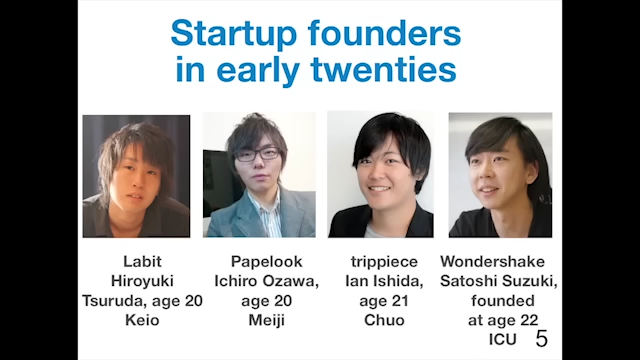 Startup founders
in early twenties
Labit
Hiroyuki
Tsuruda, age 20
Keio
Papelook
Ichiro Ozawa,
age 20
Meiji
trippiece
Ian Ishida,
age 21
Chuo
Wondershake
Satoshi Suzuki,
founded
at age 22
ICU
5